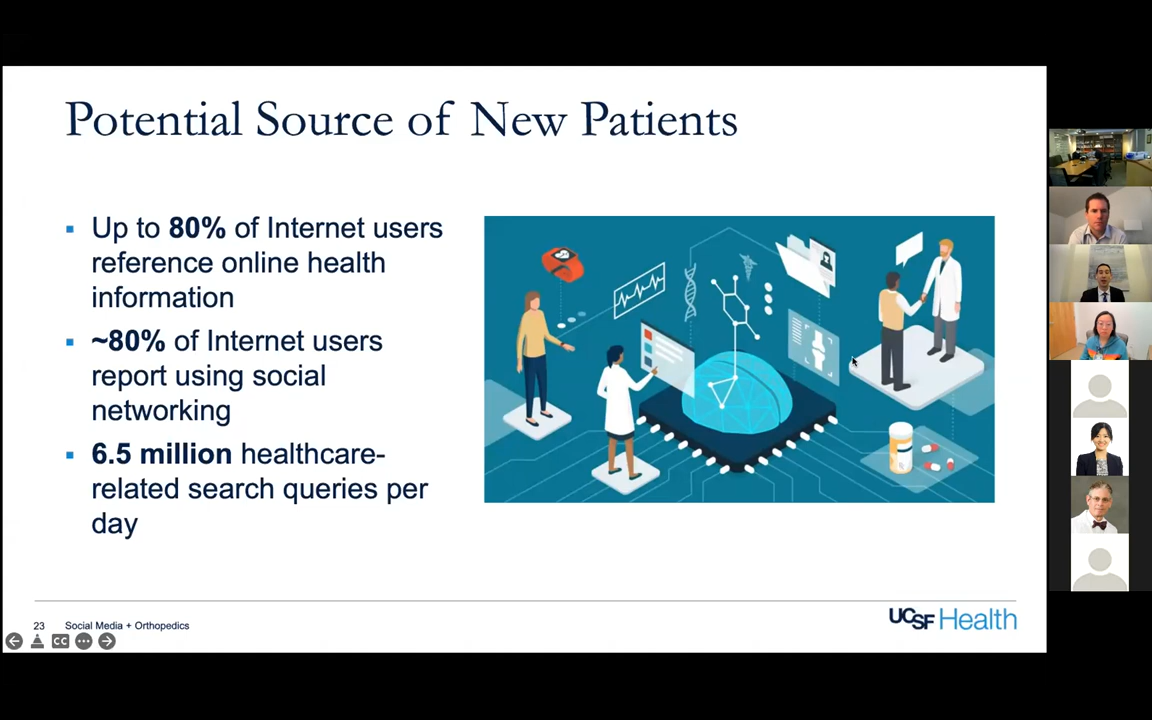 Potential Source of New Patients
▪ Up to 80% of Internet users
reference online health
information
▪ ~80% of Internet users
report using social
networking
▪ 6.5 million healthcare-
related search queries per
day
23 Social Media + Orthopedics
CC
UCSF Health